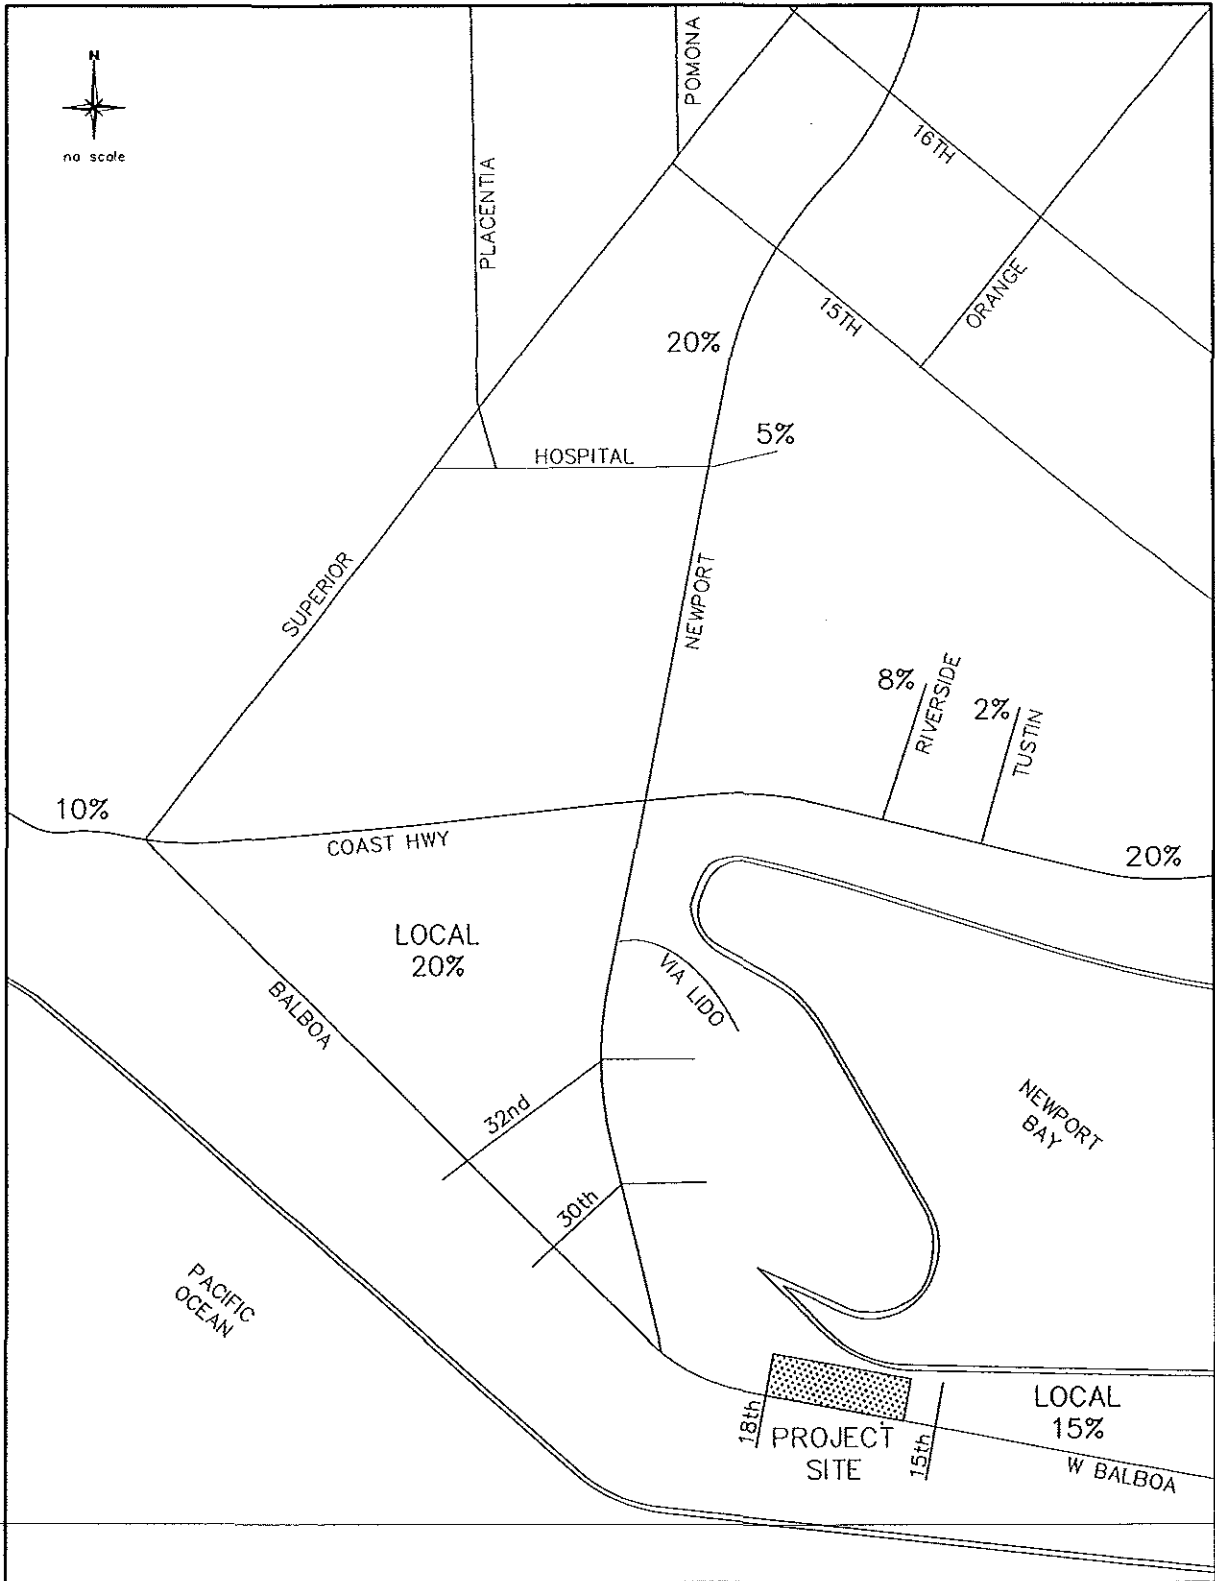 N
no scale
POMONA
PLACENTIA
16TH
ORANGE
15TH
20%
5%
HOSPITAL
SUPERIOR
NEWPORT
8%
RIVERSIDE
2%
TUSTIN
10%
COAST HWY
20%
LOCAL
20%
VIA LIDO
BALBOA
32nd
NEWPORT
BAY
30th
PACIFIC
OCEAN
18th
PROJECT
SITE
15th
LOCAL
15%
W BALBOA